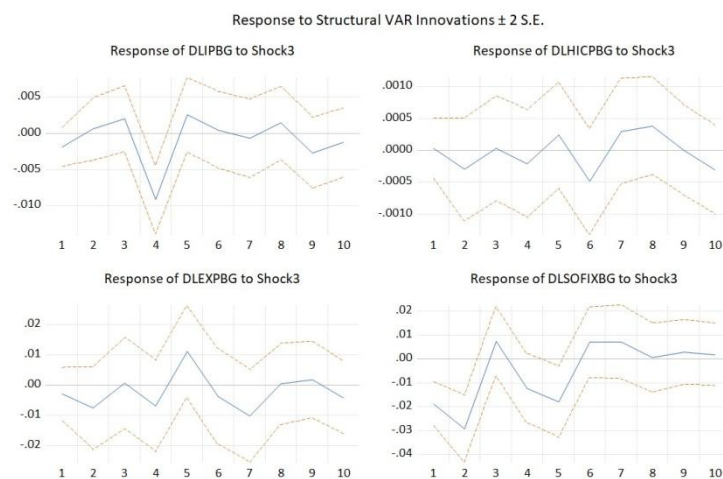 Response to Structural VAR Innovations ± 2 S.E.
Response of DLIPBG to Shock3
.005
.000
-.005
-.010
1 2 3 4 5 6 7 8 9 10
Response of DLHICPBG to Shock3
.0010
.0005
.0000
-.0005
-.0010
1 2 3 4 5 6 7 8 9 10
Response of DLEXPBG to Shock3
.02
.01
.00
-.01
-.02
1 2 3 4 5 6 7 8 9 10
Response of DLSOFIXBG to Shock3
.02
.01
.00
-.01
-.02
-.03
-.04
1 2 3 4 5 6 7 8 9 10